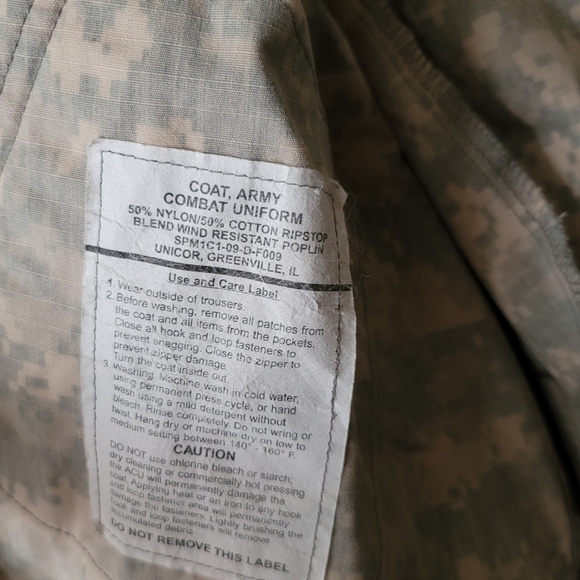 COAT, ARMY
COMBAT UNIFORM
50% NYLON/50% COTTON RIPSTOP
BLEND WIND RESISTANT POPLIN
SPM1C1-09-D-F009
UNICOR, GREENVILLE, IL
Use and Care Label
1. Wear outside of trousers.
2. Before washing, remove all patches from
the coat and all items from the pockets.
Close all hook and loop fasteners to
prevent snagging. Close the zipper to
prevent zipper damage.
Turn the coat inside out.
3. Washing: Machine wash in cold water,
using permanent press cycle, or hand
wash using a mild detergent without
bleach. Rinse completely. Do not wring or
twist. Hang dry or machine dry on low to
medium setting between 140° - 160° F.
CAUTION
DO NOT use chlorine bleach or starch;
dry cleaning or commercially hot pressing
the ACU will permanently damage the
coat. Applying heat or an iron to any hook
and loop fastener area will permanently
damage the fasteners. Lightly brushing the
hook and loop fasteners will remove
accumulated debris
DO NOT REMOVE THIS LABEL